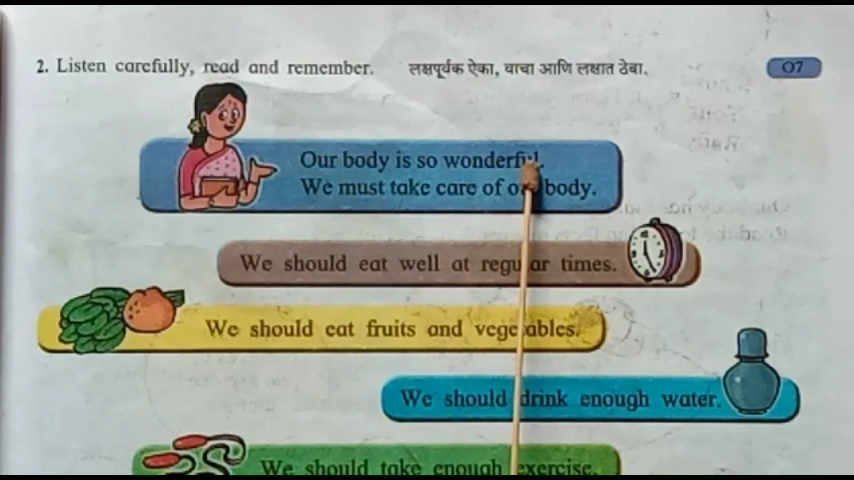 2. Listen carefully, read and remember. लक्षपूर्वक ऐका, वाचा आणि लक्षात ठेवा.
07
Our body is so wonderful.
We must take care of our body.
We should eat well at regular times.
We should eat fruits and vegetables.
We should drink enough water.
We should take enough exercise.